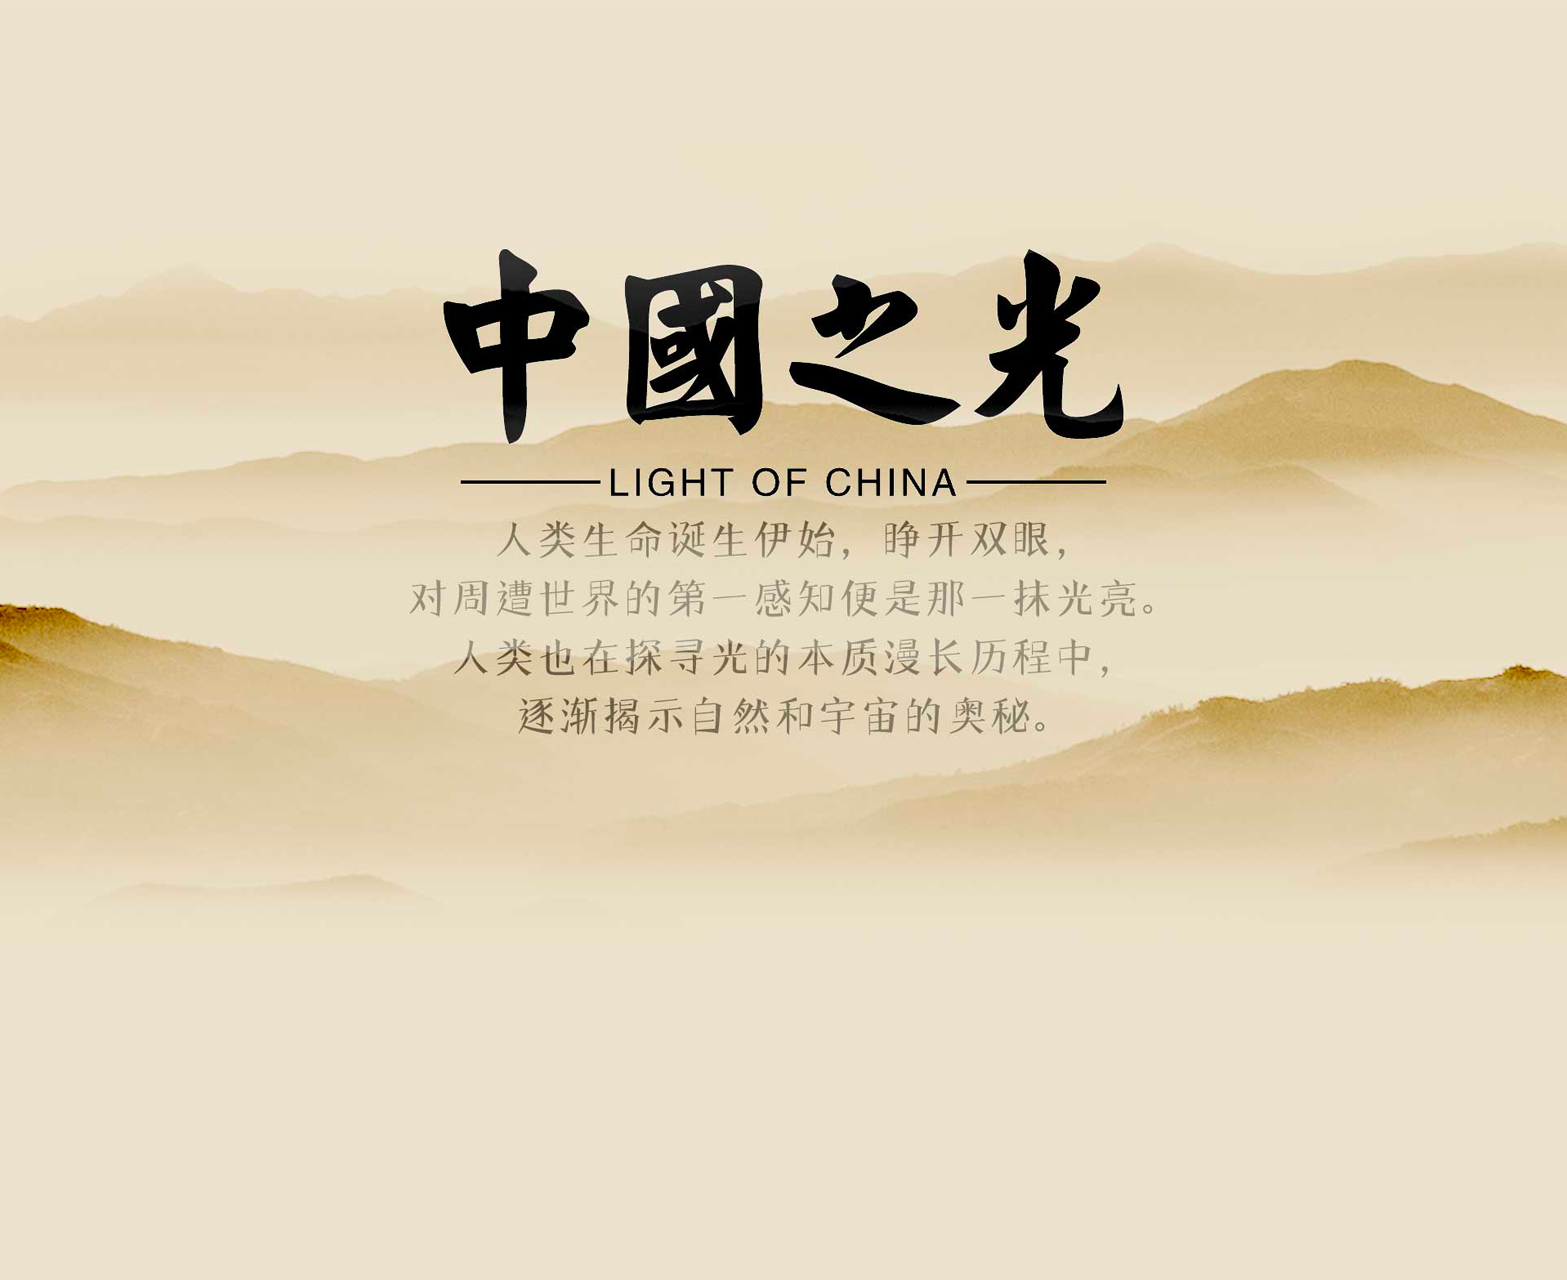 中國之光
LIGHT OF CHINA
人类生命诞生伊始，睁开双眼，
对周遭世界的第一感知便是那一抹光亮。
人类也在探寻光的本质漫长历程中，
逐渐揭示自然和宇宙的奥秘。